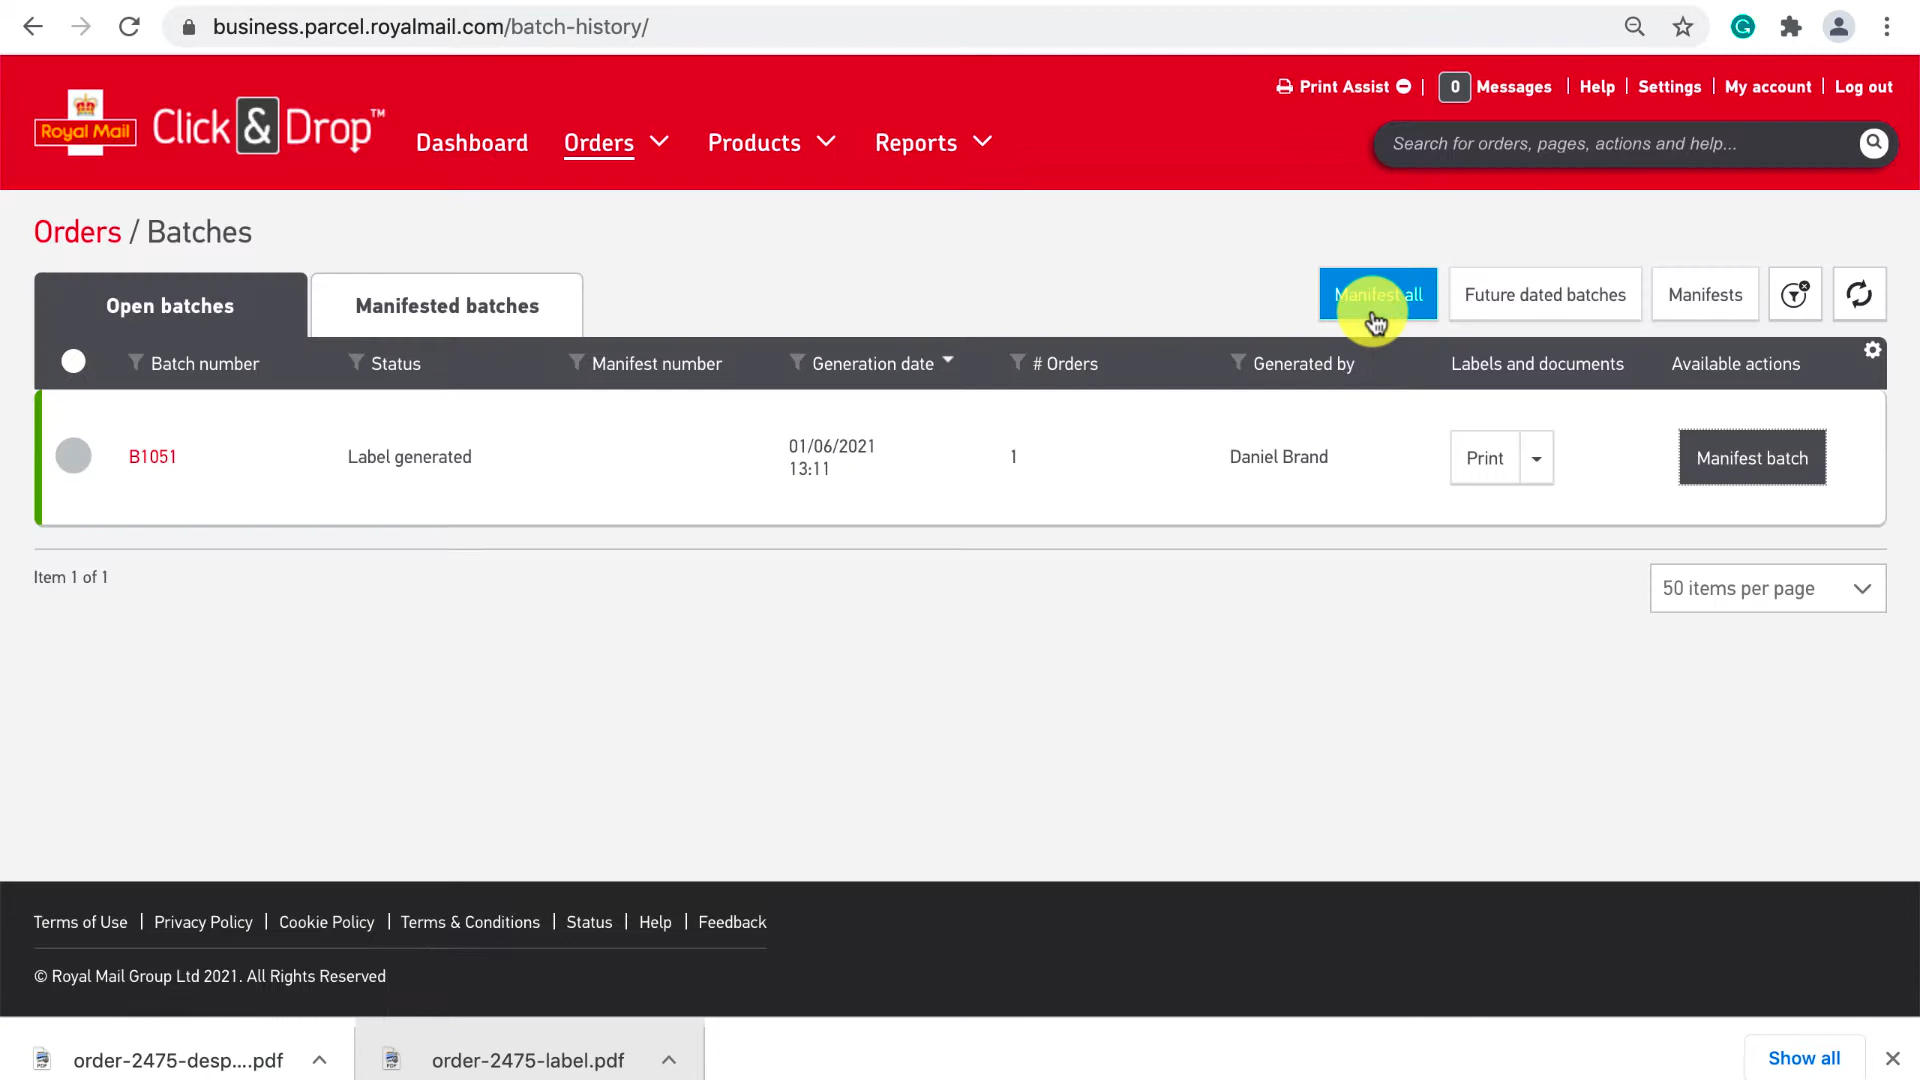 business.parcel.royalmail.com/batch-history/
Print Assist | 0 Messages | Help | Settings | My account | Log out
Royal Mail Click & Drop™
Dashboard Orders Products Reports
Search for orders, pages, actions and help...
Orders / Batches
Open batches Manifested batches
Manifest all Future dated batches Manifests
Batch number Status Manifest number Generation date # Orders Generated by Labels and documents Available actions
B1051 Label generated 01/06/2021 1 Daniel Brand Print Manifest batch
13:11
Item 1 of 1
50 items per page
Terms of Use | Privacy Policy | Cookie Policy | Terms & Conditions | Status | Help | Feedback
© Royal Mail Group Ltd 2021. All Rights Reserved
order-2475-desp....pdf order-2475-label.pdf Show all